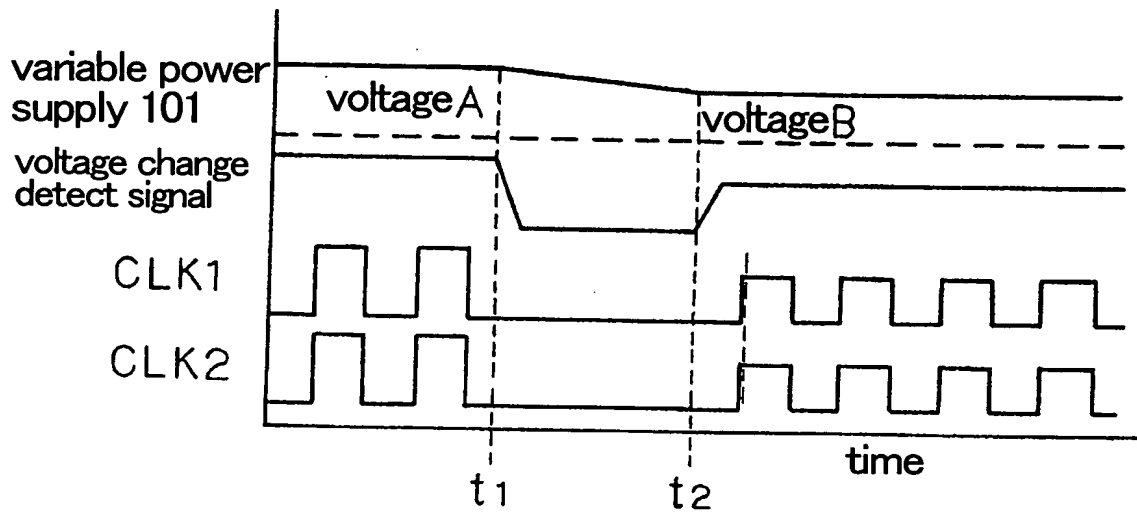 variable power
supply 101
voltage A
voltage B
voltage change
detect signal
CLK1
CLK2
time
t1
t2